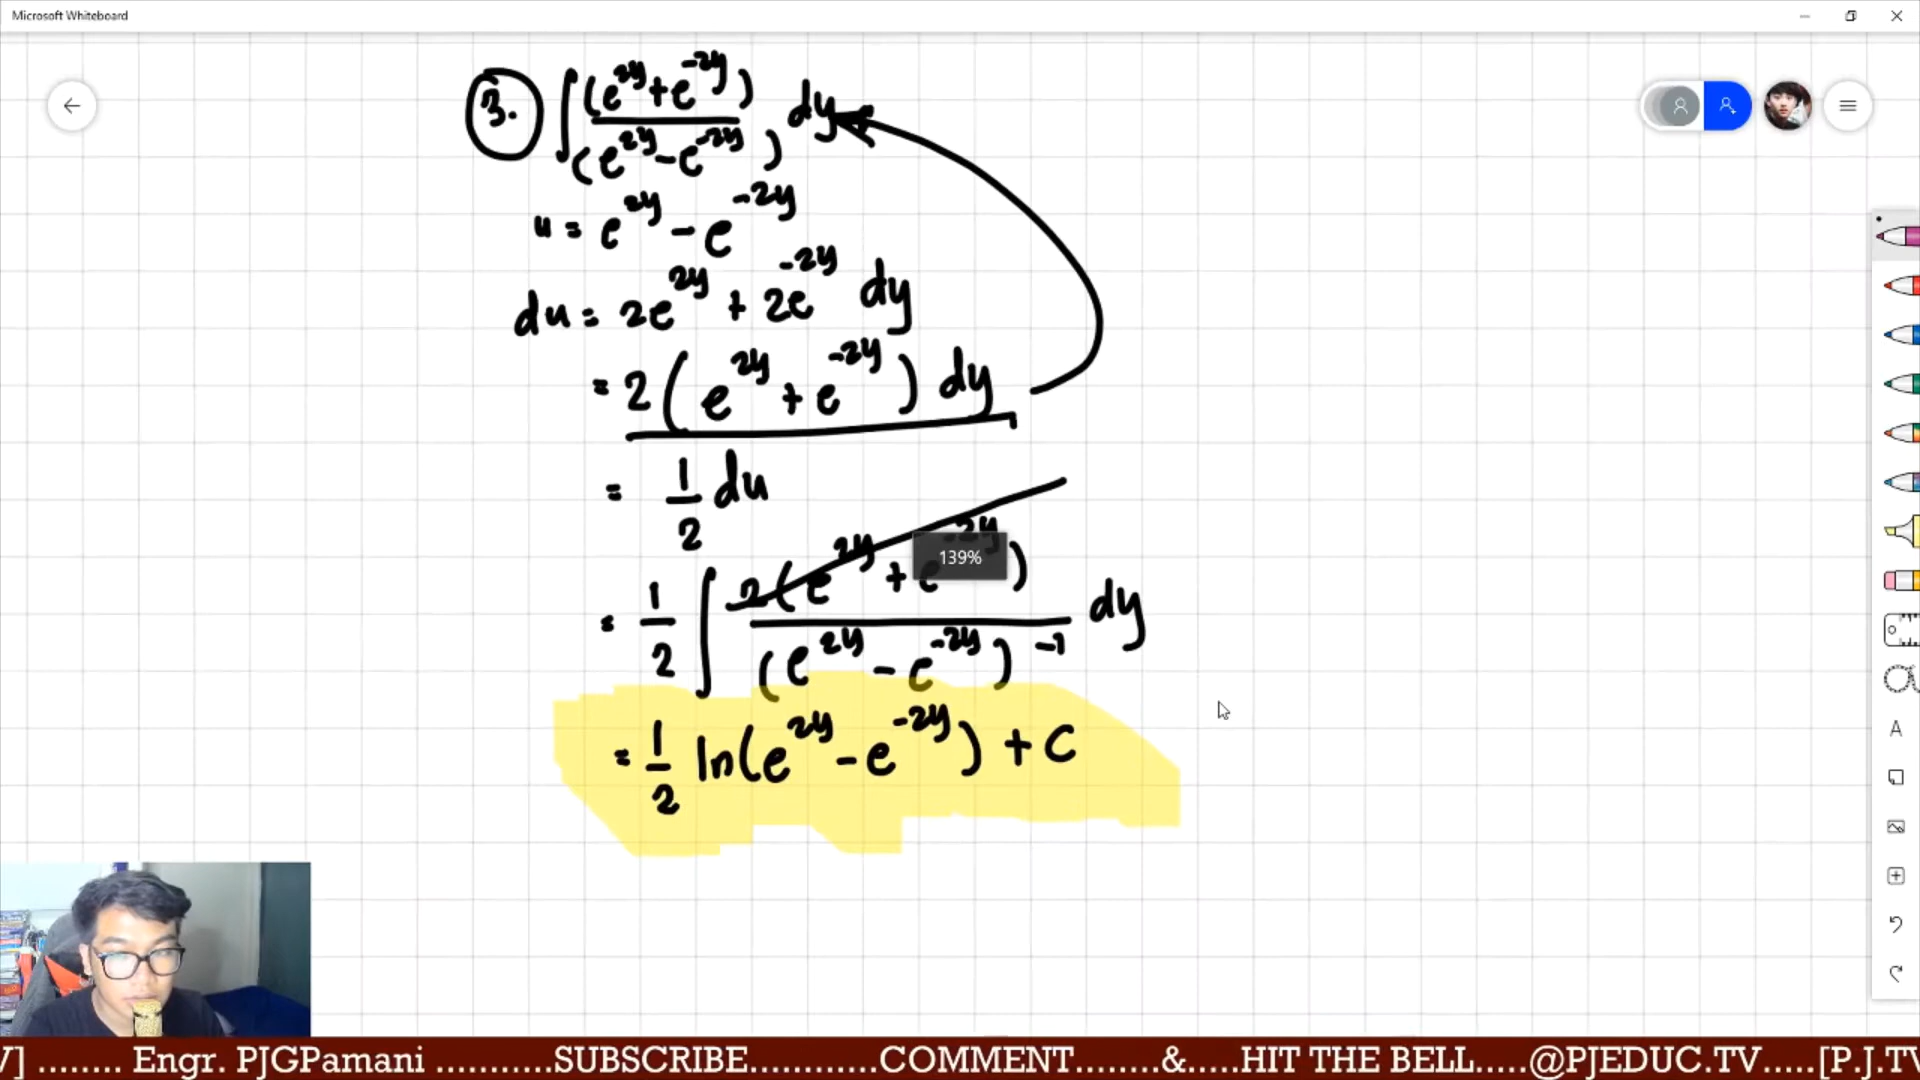 Microsoft Whiteboard
3. ∫ (e^{2y} + e^{-2y}) / (e^{2y} - e^{-2y}) dy
u = e^{2y} - e^{-2y}
du = 2e^{2y} + 2e^{-2y} dy
= 2(e^{2y} + e^{-2y}) dy
= 1/2 du
= 1/2 ∫ 2(e^{2y} + e^{-2y}) / (e^{2y} - e^{-2y})^{-1} dy
139%
= 1/2 ln(e^{2y} - e^{-2y}) + C
A
V] ........ Engr. PJGPamani ...........SUBSCRIBE............COMMENT........&.....HIT THE BELL.....@PJEDUC.TV.....[P.J.TV